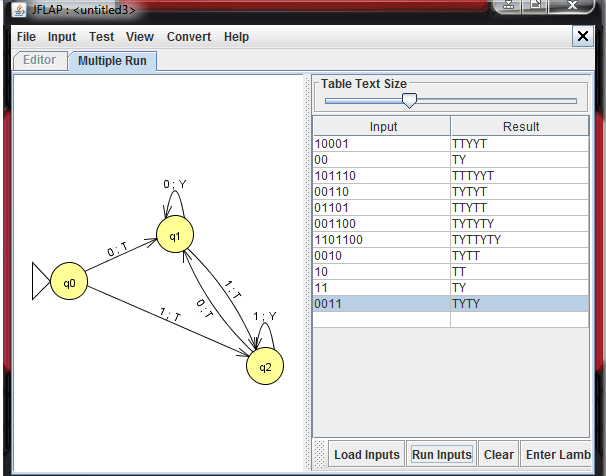 JFLAP : <untitled3>
File Input Test View Convert Help
Editor Multiple Run
Table Text Size
Input Result
10001 TTYYT
00 TY
101110 TTTYYT
00110 TYTYT
01101 TTYTT
001100 TYTYTY
1101100 TYTTYTY
0010 TYTT
10 TT
11 TY
0011 TYTY
0 ; Y
q1
0 ; T
q0
1 ; T
0 ; T
1 ; T
1 ; Y
q2
Load Inputs Run Inputs Clear Enter Lamb